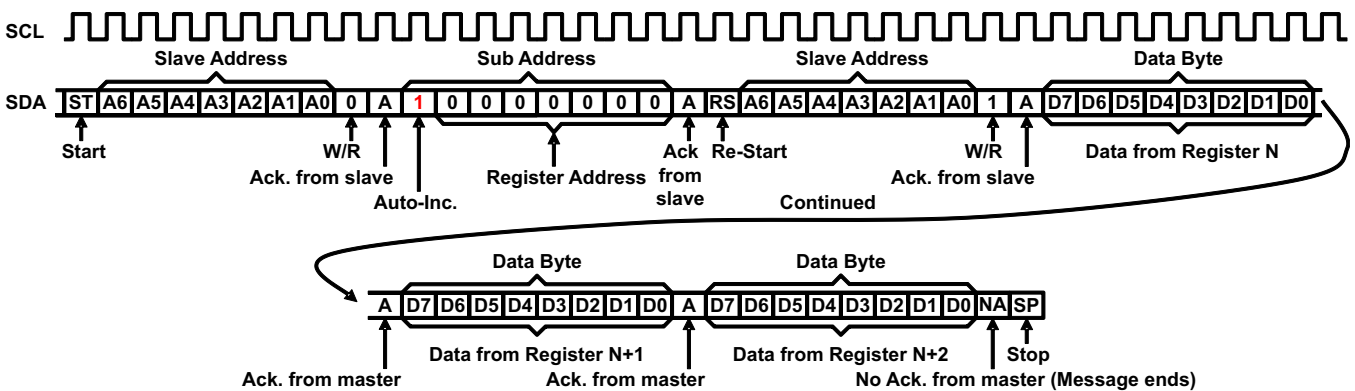 SCL
Slave Address Sub Address Slave Address Data Byte
SDA ST A6 A5 A4 A3 A2 A1 A0 0 A 1 0 0 0 0 0 0 0 A RS A6 A5 A4 A3 A2 A1 A0 1 A D7 D6 D5 D4 D3 D2 D1 D0
Start W/R Ack Re-Start W/R Data from Register N
Ack. from slave Register Address from Ack. from slave
Auto-Inc. slave Continued
Data Byte Data Byte
A D7 D6 D5 D4 D3 D2 D1 D0 A D7 D6 D5 D4 D3 D2 D1 D0 NA SP
Data from Register N+1 Data from Register N+2 Stop
Ack. from master Ack. from master No Ack. from master (Message ends)